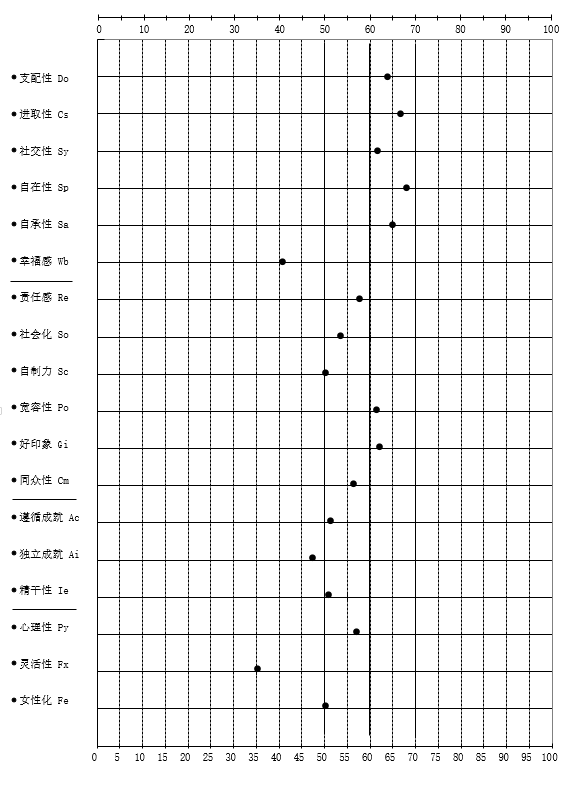 0 10 20 30 40 50 60 70 80 90 100
● 支配性 Do
● 进取性 Cs
● 社交性 Sy
● 自在性 Sp
● 自承性 Sa
● 幸福感 Wb
● 责任感 Re
● 社会化 So
● 自制力 Sc
● 宽容性 Po
● 好印象 Gi
● 同众性 Cm
● 遵循成就 Ac
● 独立成就 Ai
● 精干性 Ie
● 心理性 Py
● 灵活性 Fx
● 女性化 Fe
0 5 10 15 20 25 30 35 40 45 50 55 60 65 70 75 80 85 90 95 100